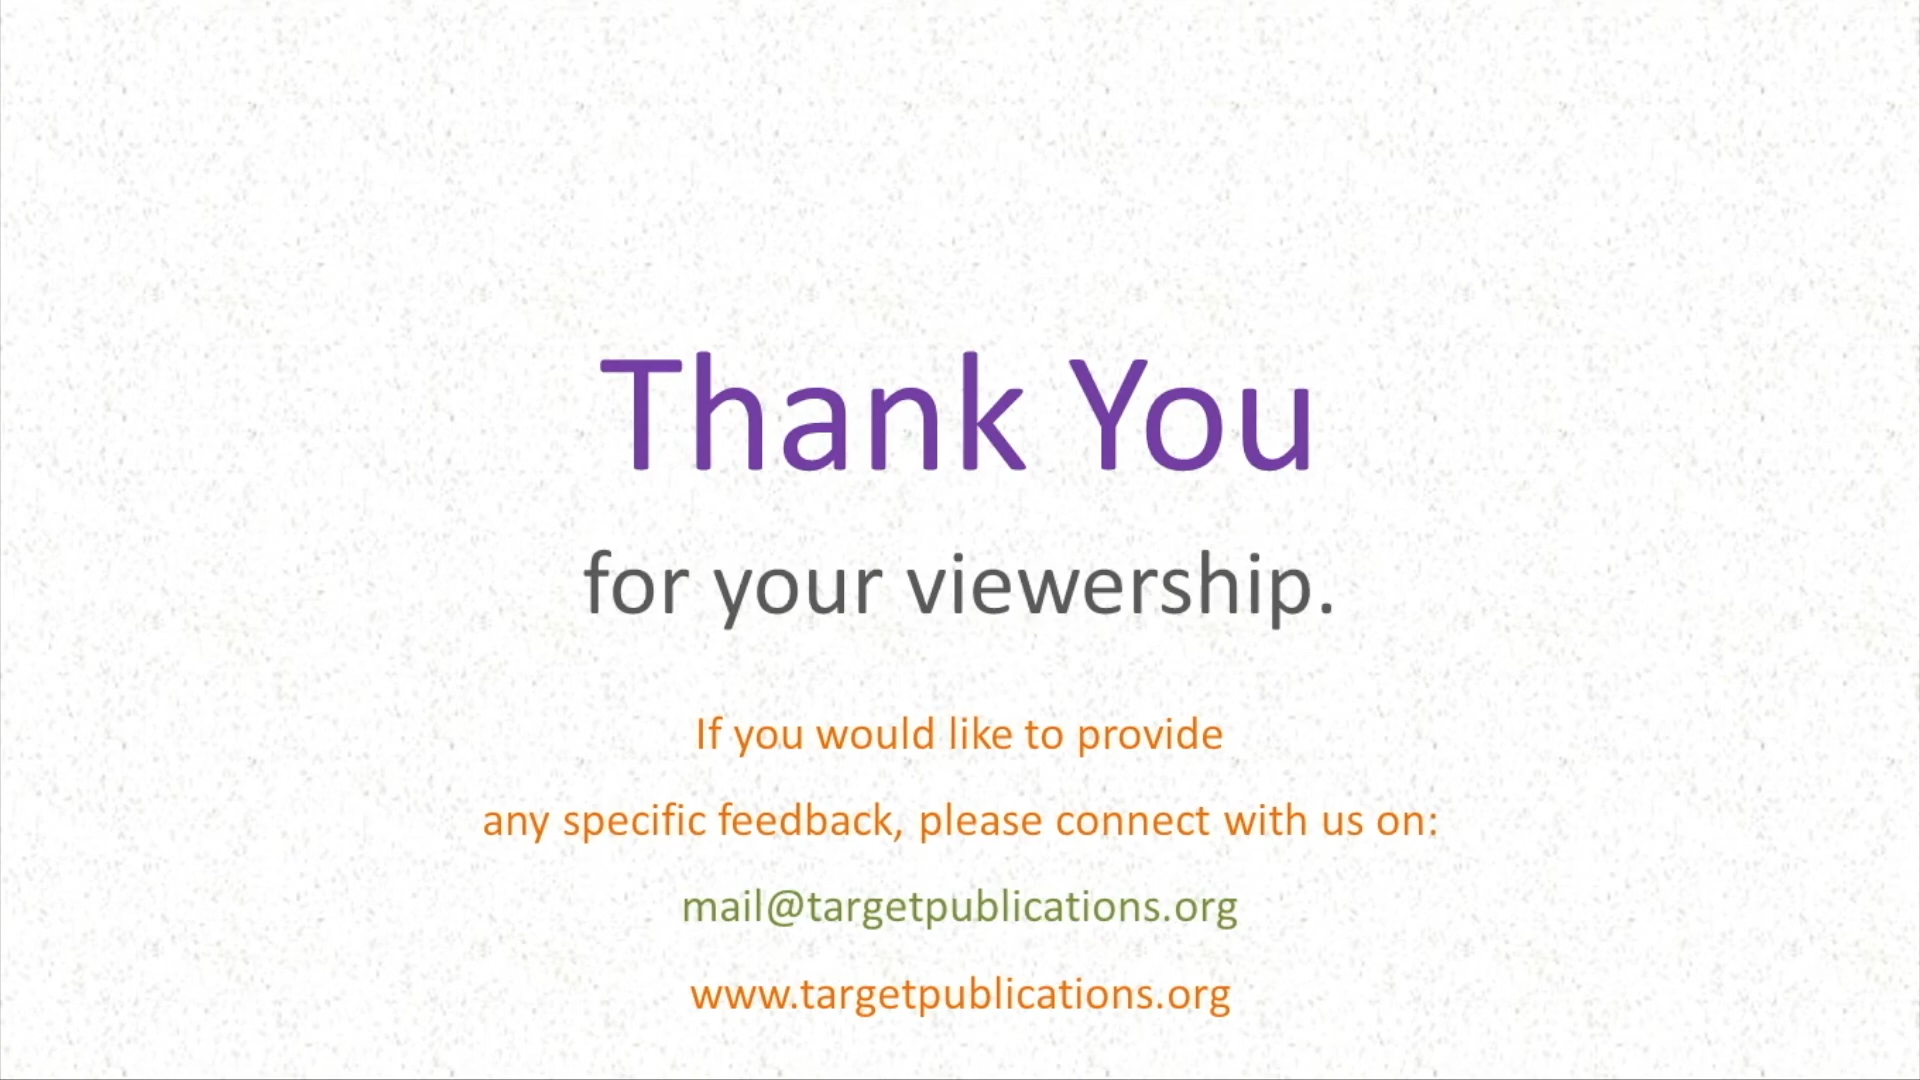 Thank You
for your viewership.
If you would like to provide
any specific feedback, please connect with us on:
mail@targetpublications.org
www.targetpublications.org